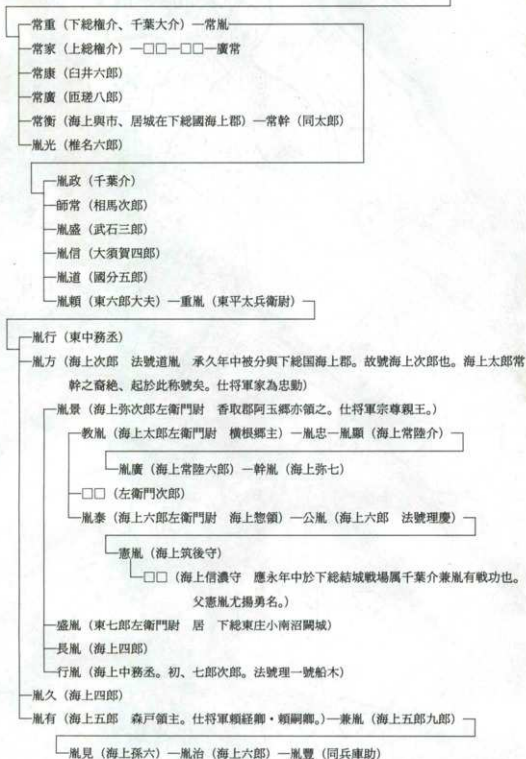 常重（下総権介、千葉大介）—常胤
常家（上総権介）—□□—□□—廣常
常康（臼井六郎）
常廣（匝瑳八郎）
常衡（海上與市、居城在下総國海上郡）—常幹（同太郎）
胤光（椎名六郎）
胤政（千葉介）
師常（相馬次郎）
胤盛（武石三郎）
胤信（大須賀四郎）
胤道（國分五郎）
胤頼（東六郎大夫）—重胤（東平太兵衛尉）
胤行（東中務丞）
胤方（海上次郎　法號道胤　承久年中被分與下総国海上郡。故號海上次郎也。海上太郎常
幹之裔絶、起於此称號矣。仕将軍家為忠勤）
胤景（海上弥次郎左衛門尉　香取郡阿玉郷亦領之。仕将軍宗尊親王。）
教胤（海上太郎左衛門尉　横根郷主）—胤忠—胤顯（海上常陸介）
胤廣（海上常陸六郎）—幹胤（海上弥七）
□□（左衛門次郎）
胤泰（海上六郎左衛門尉　海上惣領）—公胤（海上六郎　法號理慶）
憲胤（海上筑後守）
□□（海上信濃守　應永年中於下総結城戦場属千葉介兼胤有戦功也。
父憲胤尤揚勇名。）
盛胤（東七郎左衛門尉　居　下総東庄小南沼闕城）
長胤（海上四郎）
行胤（海上中務丞。初、七郎次郎。法號理一號船木）
胤久（海上四郎）
胤有（海上五郎　森戸領主。仕将軍頼経卿・頼嗣卿。）—兼胤（海上五郎九郎）
胤見（海上孫六）—胤治（海上六郎）—胤豐（同兵庫助）